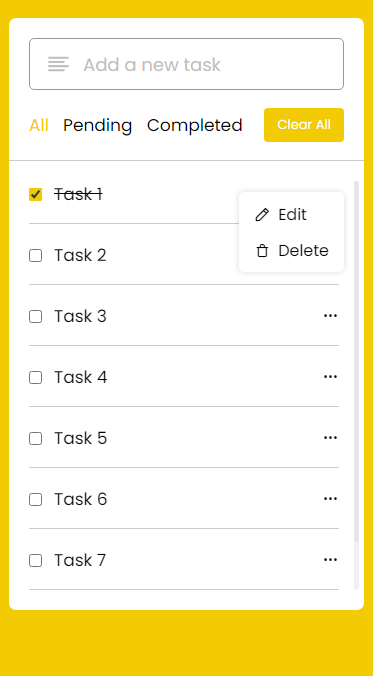 Add a new task
All Pending Completed Clear All
Task 1
Edit
Task 2
Delete
Task 3
Task 4
Task 5
Task 6
Task 7